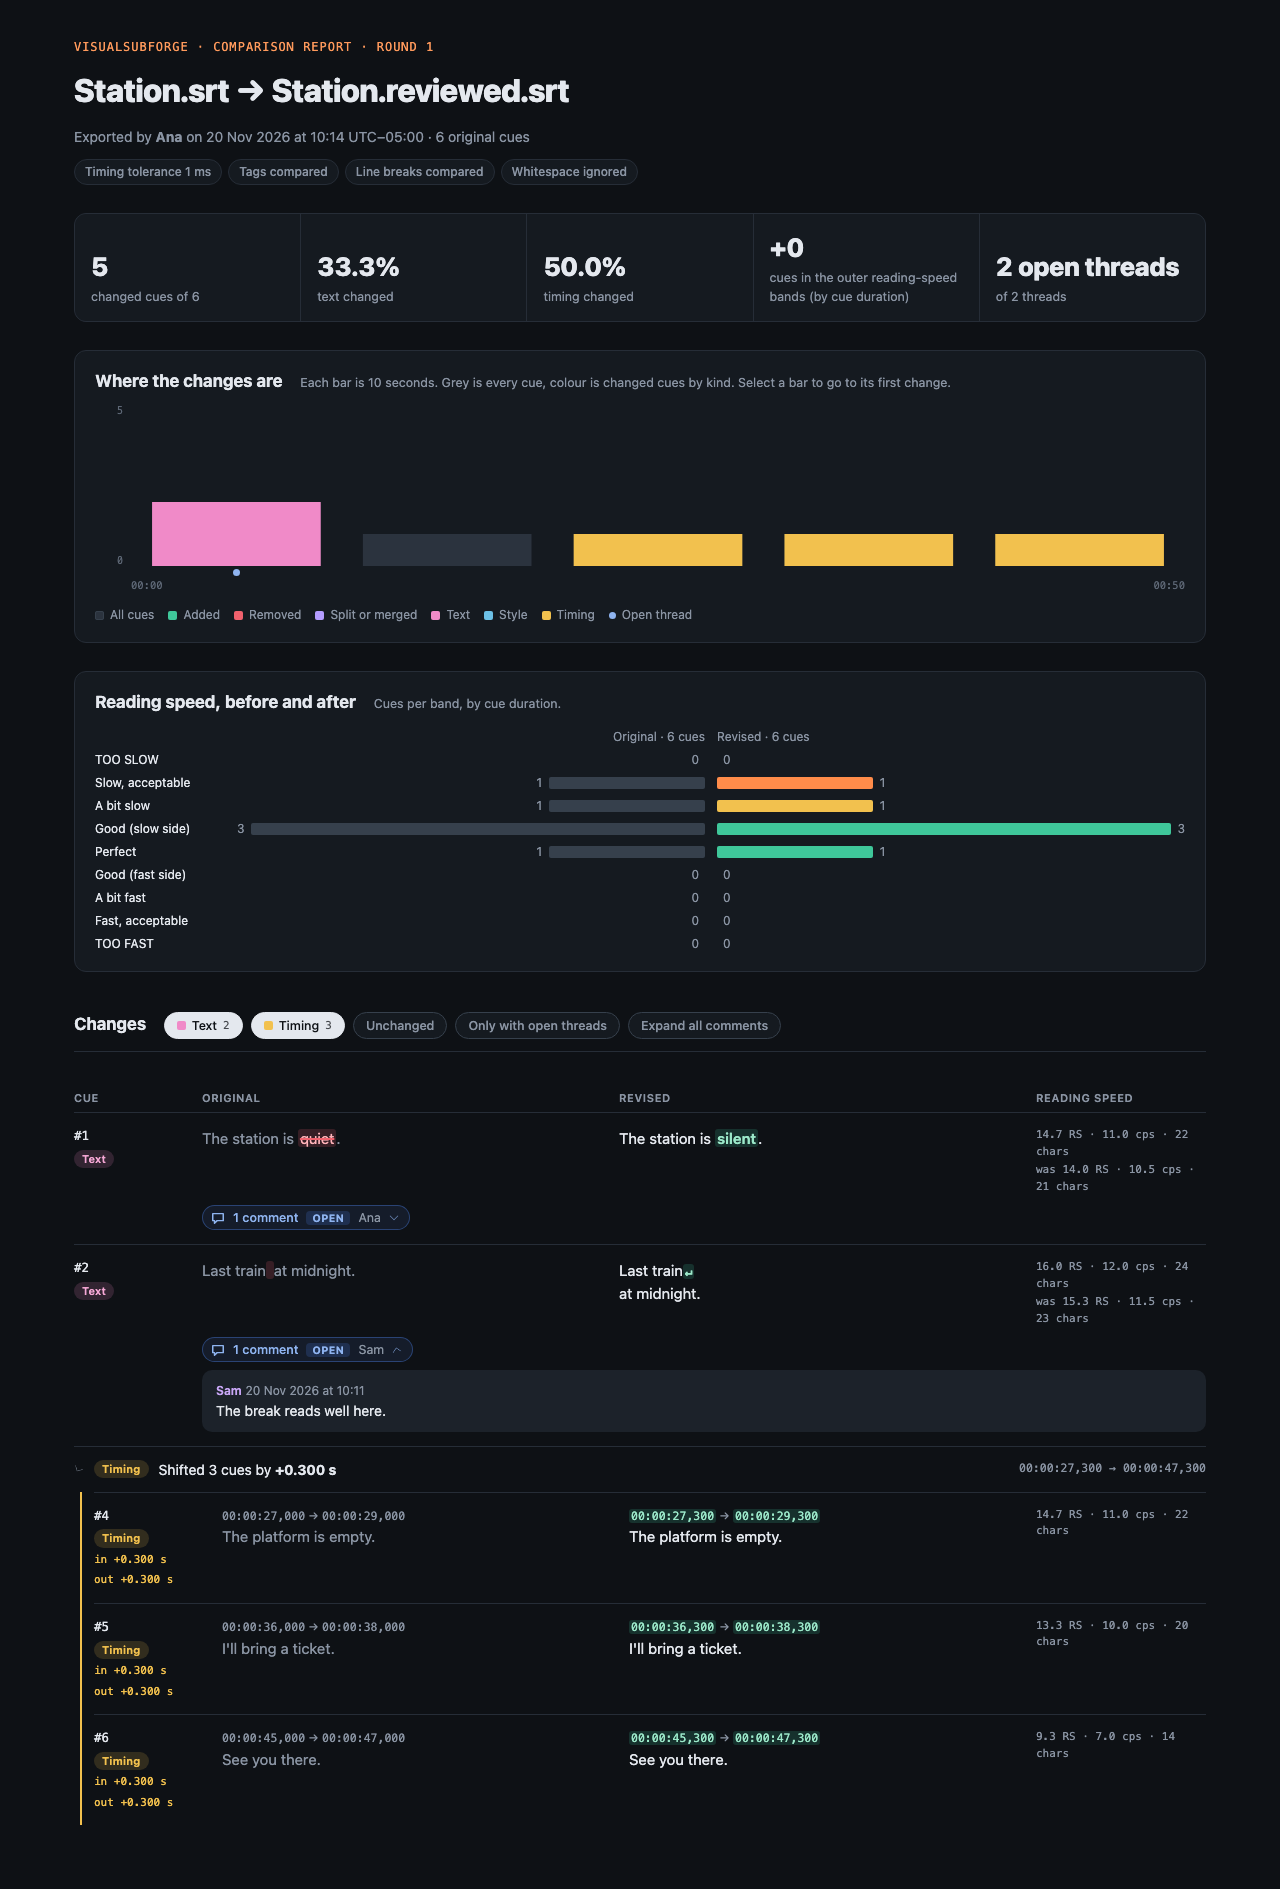 VISUALSUBFORGE · COMPARISON REPORT · ROUND 1
Station.srt → Station.reviewed.srt
Exported by Ana on 20 Nov 2026 at 10:14 UTC−05:00 · 6 original cues
Timing tolerance 1 ms
Tags compared
Line breaks compared
Whitespace ignored
5
changed cues of 6
33.3%
text changed
50.0%
timing changed
+0
cues in the outer reading-speed
bands (by cue duration)
2 open threads
of 2 threads
Where the changes are
Each bar is 10 seconds. Grey is every cue, colour is changed cues by kind. Select a bar to go to its first change.
5
0
00:00
00:50
All cues
Added
Removed
Split or merged
Text
Style
Timing
Open thread
Reading speed, before and after
Cues per band, by cue duration.
Original · 6 cues Revised · 6 cues
TOO SLOW 0 0
Slow, acceptable 1 1
A bit slow 1 1
Good (slow side) 3 3
Perfect 1 1
Good (fast side) 0 0
A bit fast 0 0
Fast, acceptable 0 0
TOO FAST 0 0
Changes
Text 2
Timing 3
Unchanged
Only with open threads
Expand all comments
CUE
ORIGINAL
REVISED
READING SPEED
#1
Text
The station is quiet.
The station is silent.
14.7 RS · 11.0 cps · 22
chars
was 14.0 RS · 10.5 cps ·
21 chars
1 comment OPEN Ana
#2
Text
Last train at midnight.
Last train↵
at midnight.
16.0 RS · 12.0 cps · 24
chars
was 15.3 RS · 11.5 cps ·
23 chars
1 comment OPEN Sam
Sam 20 Nov 2026 at 10:11
The break reads well here.
Timing Shifted 3 cues by +0.300 s
00:00:27,300 → 00:00:47,300
#4
Timing
in +0.300 s
out +0.300 s
00:00:27,000 → 00:00:29,000
The platform is empty.
00:00:27,300 → 00:00:29,300
The platform is empty.
14.7 RS · 11.0 cps · 22
chars
#5
Timing
in +0.300 s
out +0.300 s
00:00:36,000 → 00:00:38,000
I'll bring a ticket.
00:00:36,300 → 00:00:38,300
I'll bring a ticket.
13.3 RS · 10.0 cps · 20
chars
#6
Timing
in +0.300 s
out +0.300 s
00:00:45,000 → 00:00:47,000
See you there.
00:00:45,300 → 00:00:47,300
See you there.
9.3 RS · 7.0 cps · 14
chars